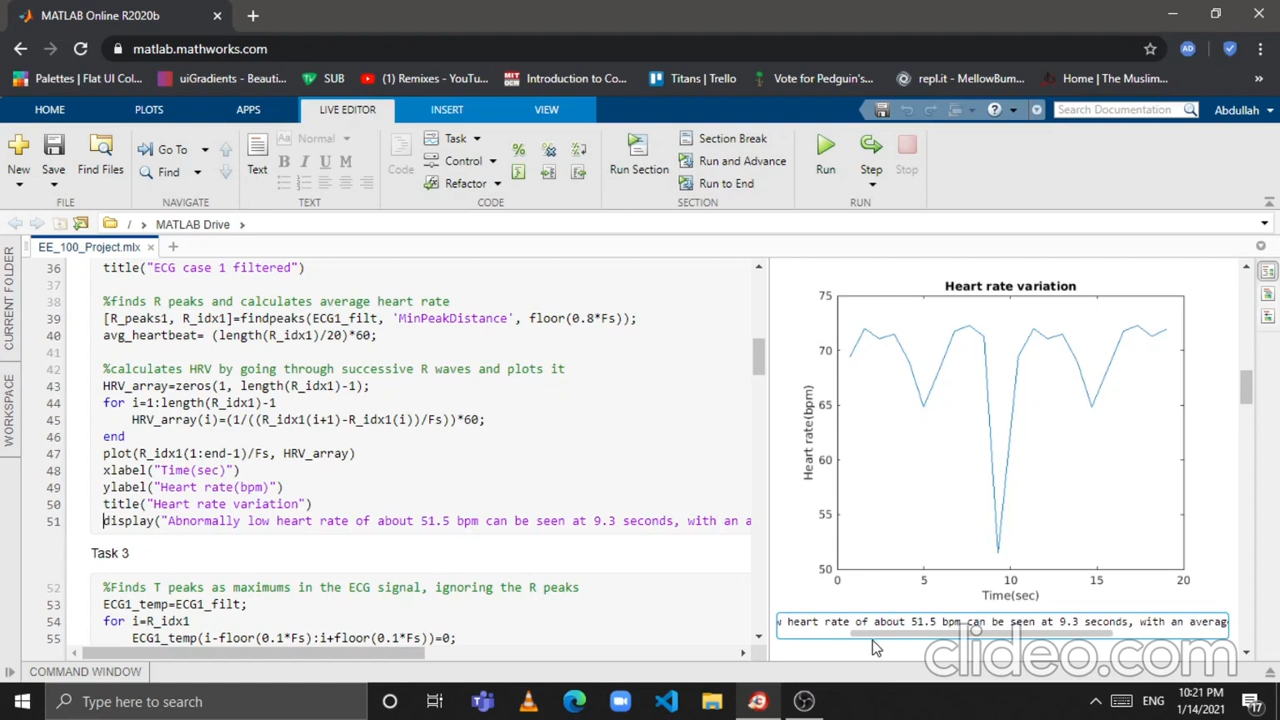 MATLAB Online R2020b
matlab.mathworks.com
AD
Palettes | Flat UI Col...
uiGradients - Beauti...
SUB
(1) Remixes - YouTu...
Introduction to Co...
Titans | Trello
Vote for Pedguin's...
repl.it - MellowBum...
Home | The Muslim...
»
HOME PLOTS APPS LIVE EDITOR INSERT VIEW
Search Documentation
Abdullah
New Save Find Files
Go To
Find
FILE
NAVIGATE
Text
Aa Normal
B I U M
TEXT
Code
Task
Control
Refactor
CODE
Run Section
Section Break
Run and Advance
Run to End
SECTION
Run Step Stop
RUN
/ MATLAB Drive
CURRENT FOLDER
WORKSPACE
EE_100_Project.mlx
36 title("ECG case 1 filtered")
37
38 %finds R peaks and calculates average heart rate
39 [R_peaks1, R_idx1]=findpeaks(ECG1_filt, 'MinPeakDistance', floor(0.8*Fs));
40 avg_heartbeat= (length(R_idx1)/20)*60;
41
42 %calculates HRV by going through successive R waves and plots it
43 HRV_array=zeros(1, length(R_idx1)-1);
44 for i=1:length(R_idx1)-1
45 HRV_array(i)=(1/((R_idx1(i+1)-R_idx1(i))/Fs))*60;
46 end
47 plot(R_idx1(1:end-1)/Fs, HRV_array)
48 xlabel("Time(sec)")
49 ylabel("Heart rate(bpm)")
50 title("Heart rate variation")
51 display("Abnormally low heart rate of about 51.5 bpm can be seen at 9.3 seconds, with an a
Task 3
52 %Finds T peaks as maximums in the ECG signal, ignoring the R peaks
53 ECG1_temp=ECG1_filt;
54 for i=R_idx1
55 ECG1_temp(i-floor(0.1*Fs):i+floor(0.1*Fs))=0;
Heart rate variation
75
70
65
60
55
50
Heart rate(bpm)
0 5 10 15 20
Time(sec)
w heart rate of about 51.5 bpm can be seen at 9.3 seconds, with an averag
clideo.com
COMMAND WINDOW
Type here to search
ENG
10:21 PM
1/14/2021
17